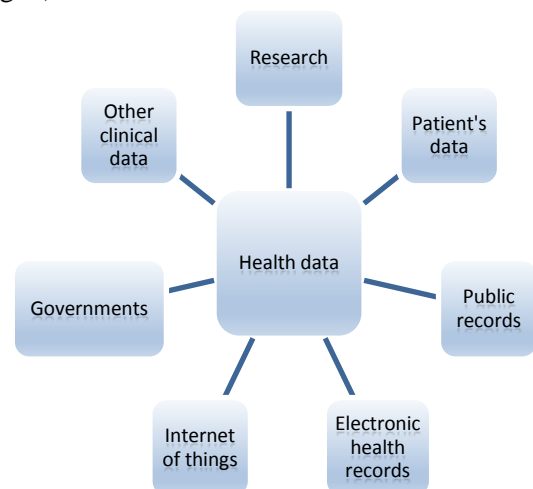 Research
Other
clinical
data
Patient's
data
Health data
Governments
Public
records
Internet
of things
Electronic
health
records